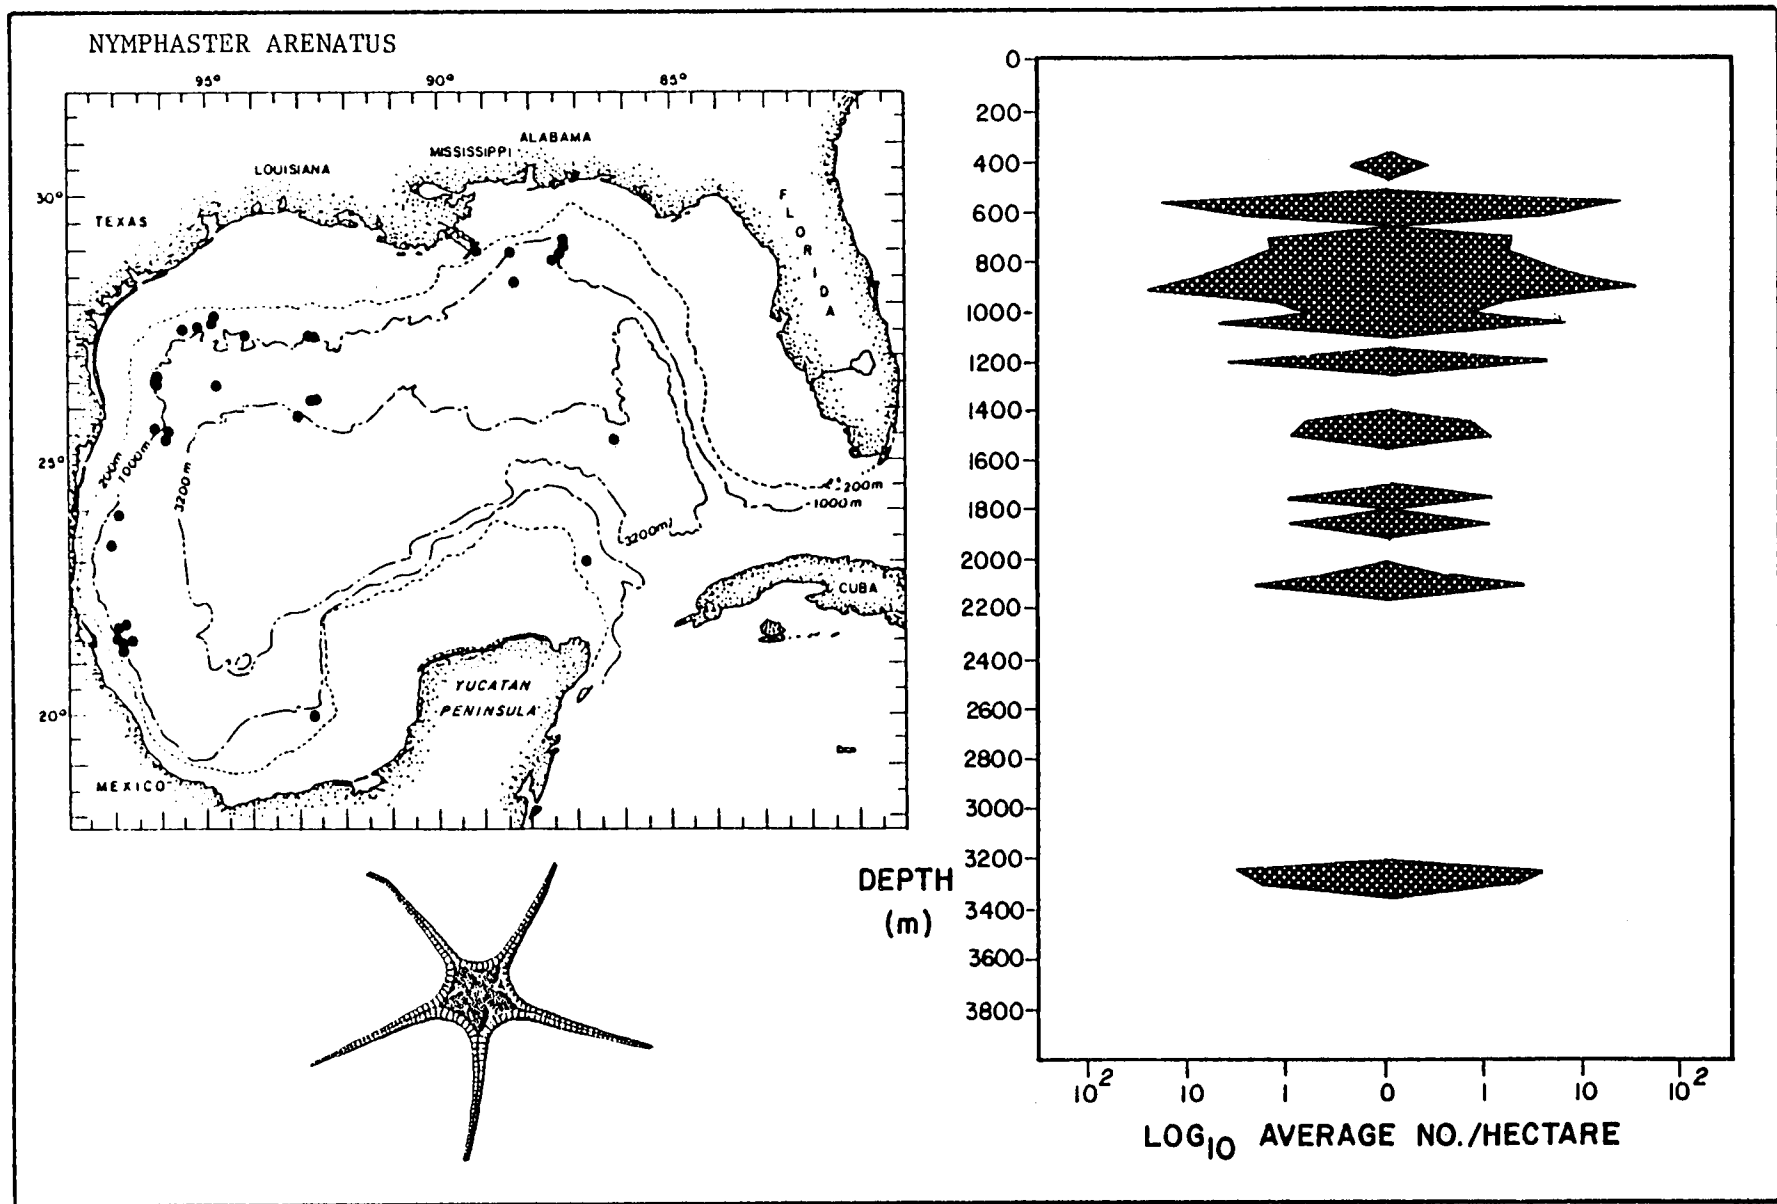 NYMPHASTER ARENATUS
95° 90° 85°
ALABAMA
MISSISSIPPI
LOUISIANA
30°
TEXAS
FLORIDA
25°
200m
1000m
3200m
200m
1000m
3200m
CUBA
YUCATAN
PENINSULA
20°
MEXICO
0
200
400
600
800
1000
1200
1400
1600
1800
2000
2200
2400
2600
2800
3000
3200
3400
3600
3800
DEPTH
(m)
10² 10 1 0 1 10 10²
LOG₁₀ AVERAGE NO./HECTARE